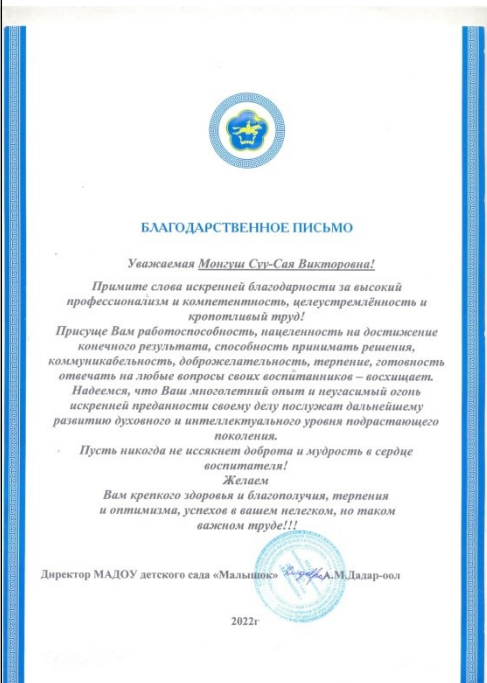 БЛАГОДАРСТВЕННОЕ ПИСЬМО
Уважаемая Монгуш Суу-Сая Викторовна!
Примите слова искренней благодарности за высокий
профессионализм и компетентность, целеустремлённость и
кропотливый труд!
Присуще Вам работоспособность, нацеленность на достижение
конечного результата, способность принимать решения,
коммуникабельность, доброжелательность, терпение, готовность
отвечать на любые вопросы своих воспитанников – восхищает.
Надеемся, что Ваш многолетний опыт и неугасимый огонь
искренней преданности своему делу послужат дальнейшему
развитию духовного и интеллектуального уровня подрастающего
поколения.
Пусть никогда не иссякнет доброта и мудрость в сердце
воспитателя!
Желаем
Вам крепкого здоровья и благополучия, терпения
и оптимизма, успехов в вашем нелегком, но таком
важном труде!!!
Директор МАДОУ детского сада «Малышок» А.М.Дадар-оол
2022г